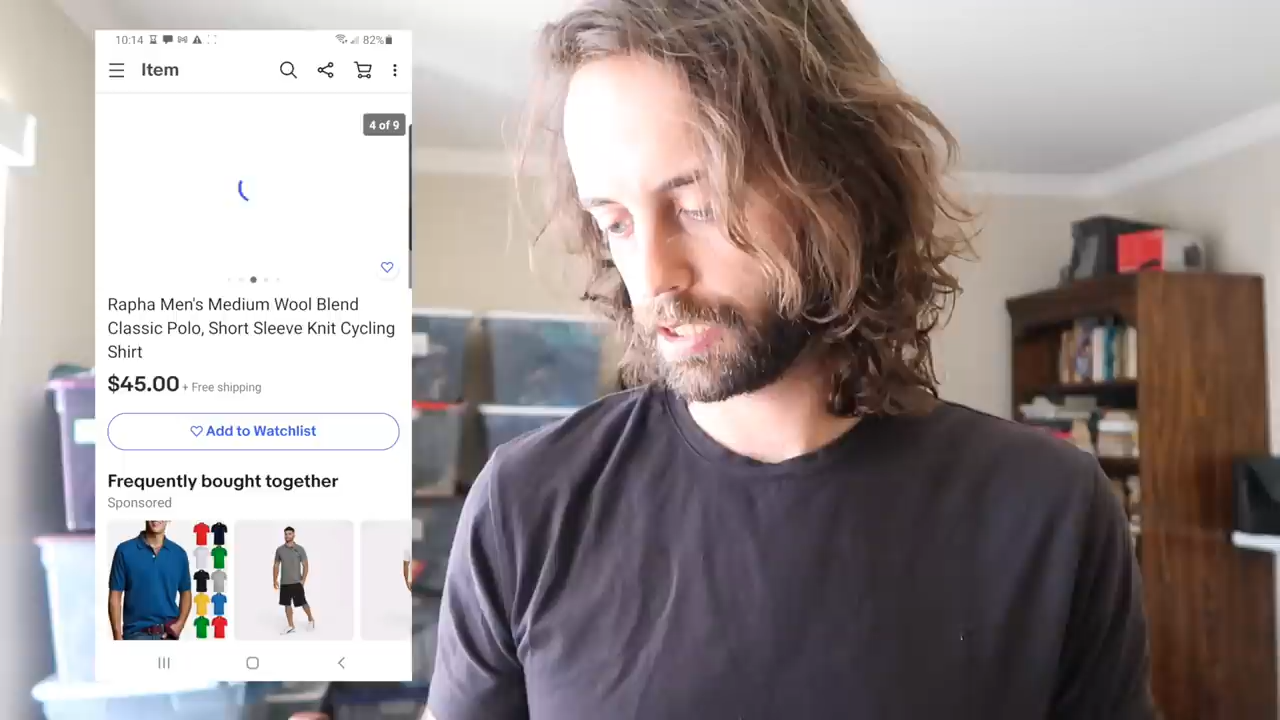 10:14
82%
Item
4 of 9
Rapha Men's Medium Wool Blend
Classic Polo, Short Sleeve Knit Cycling
Shirt
$45.00 + Free shipping
Add to Watchlist
Frequently bought together
Sponsored